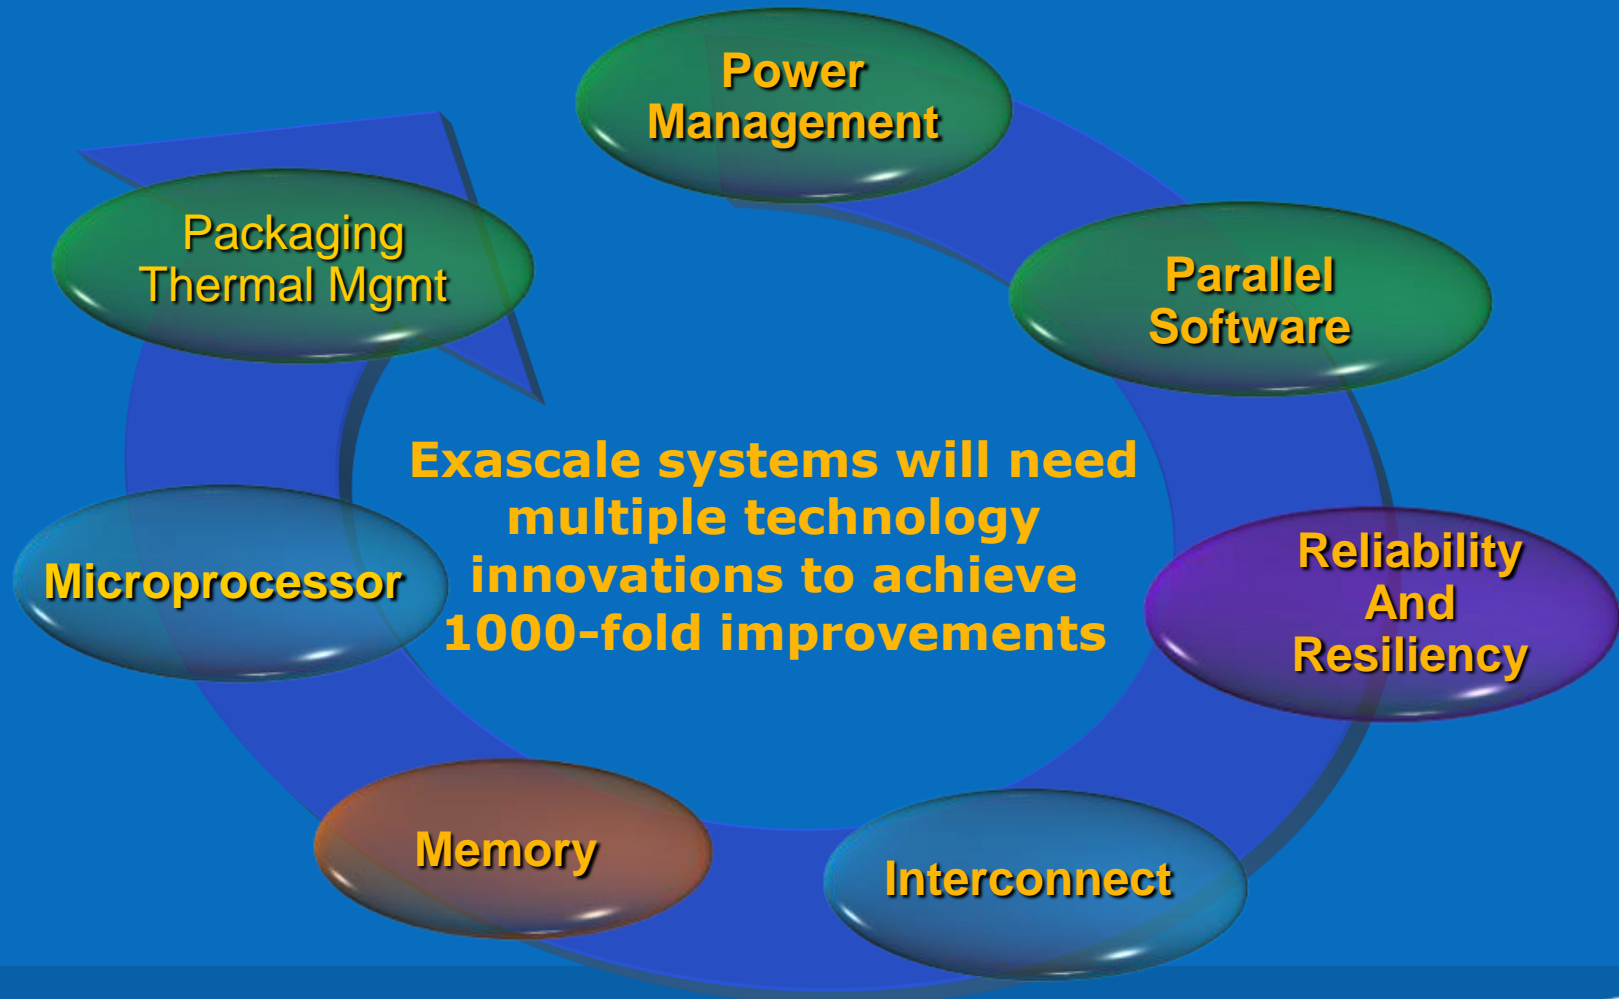 Power
Management
Packaging
Thermal Mgmt
Parallel
Software
Exascale systems will need
multiple technology
innovations to achieve
1000-fold improvements
Microprocessor
Reliability
And
Resiliency
Memory
Interconnect